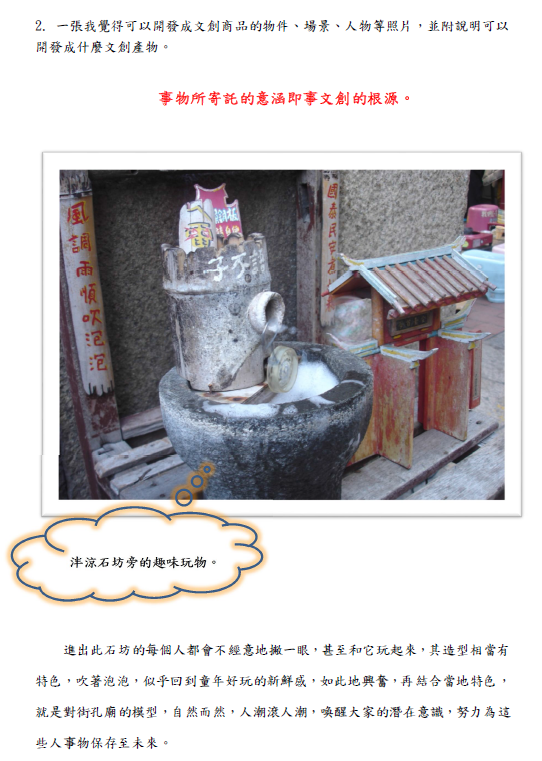 2. 一張我覺得可以開發成文創商品的物件、場景、人物等照片，並附說明可以
開發成什麼文創產物。
事物所寄託的意涵即事文創的根源。
風調雨順吹泡泡
泮涼石坊旁的趣味玩物。
進出此石坊的每個人都會不經意地撇一眼，甚至和它玩起來，其造型相當有
特色，吹著泡泡，似乎回到童年好玩的新鮮感，如此地興奮，再結合當地特色，
就是對街孔廟的模型，自然而然，人潮滾人潮，喚醒大家的潛在意識，努力為這
些人事物保存至未來。